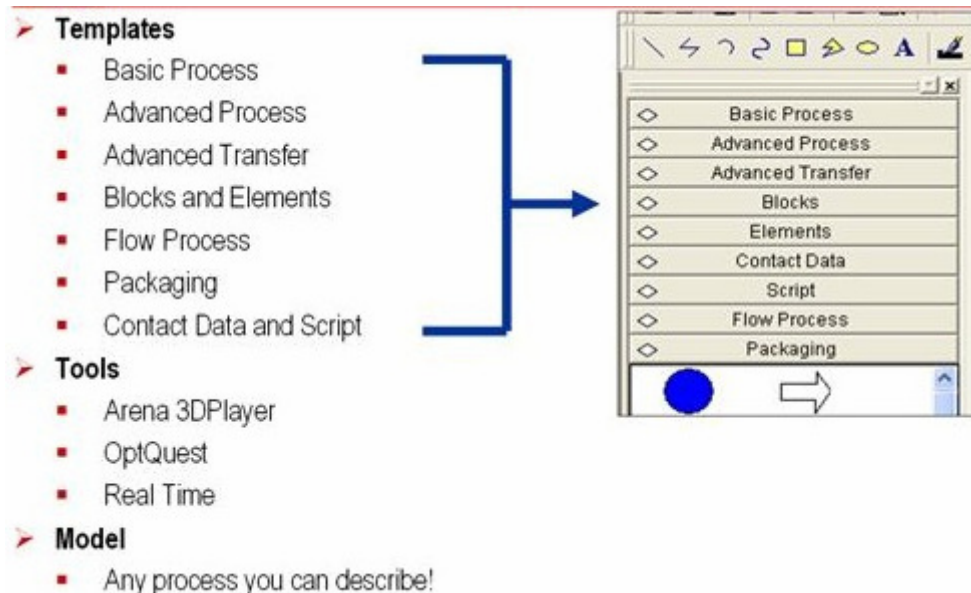 Templates
Basic Process
Advanced Process
Advanced Transfer
Blocks and Elements
Flow Process
Packaging
Contact Data and Script
Tools
Arena 3DPlayer
OptQuest
Real Time
Model
Any process you can describe!
A
Basic Process
Advanced Process
Advanced Transfer
Blocks
Elements
Contact Data
Script
Flow Process
Packaging